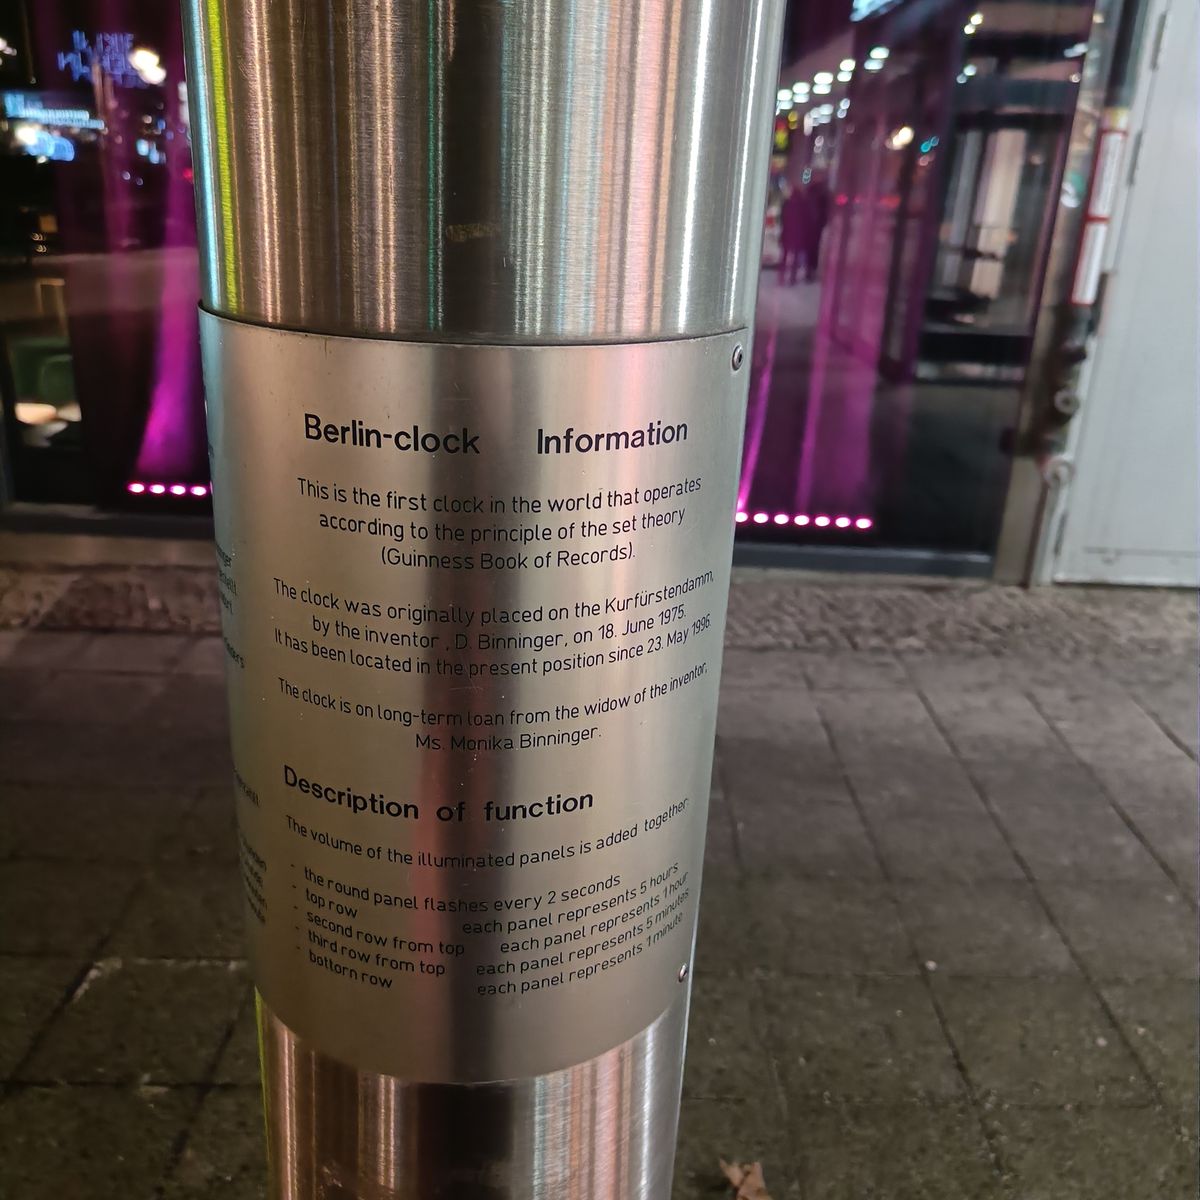 Berlin-clock Information
This is the first clock in the world that operates
according to the principle of the set theory
(Guinness Book of Records).
The clock was originally placed on the Kurfürstendamm,
by the inventor , D. Binninger, on 18. June 1975.
It has been located in the present position since 23. May 1996.
The clock is on long-term loan from the widow of the inventor,
Ms. Monika Binninger.
Description of function
The volume of the illuminated panels is added together:
- the round panel flashes every 2 seconds
- top row each panel represents 5 hours
- second row from top each panel represents 1 hour
- third row from top each panel represents 5 minutes
- bottom row each panel represents 1 minute